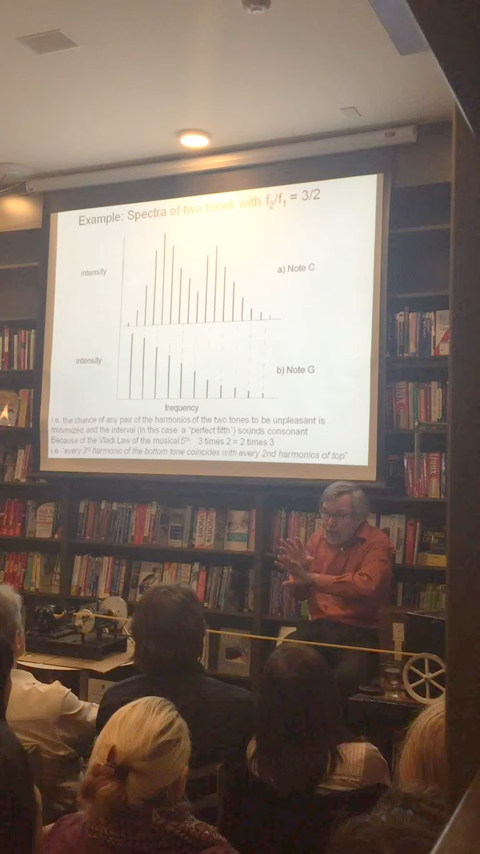 Example: Spectra of two tones with f2/f1 = 3/2
intensity
a) Note C
intensity
b) Note G
frequency
i.e. the chance of any pair of the harmonics of the two tones to be unpleasant is
minimized and the interval (in this case: a "perfect fifth") sounds consonant
Because of the Vladi Law of the musical 5th: 3 times 2 = 2 times 3
i.e. "every 3rd harmonic of the bottom tone coincides with every 2nd harmonics of top"